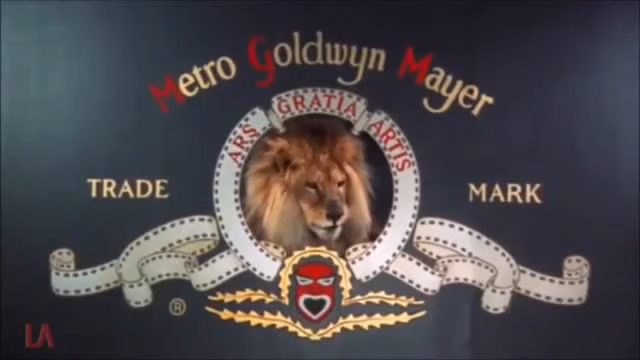 Metro Goldwyn Mayer
ARS GRATIA ARTIS
TRADE MARK
®
LA